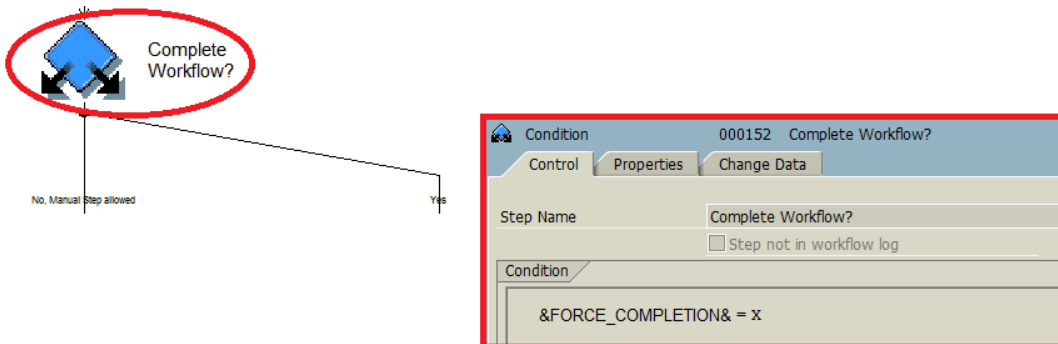 Complete
Workflow?
No, Manual Step allowed
Yes
Condition 000152 Complete Workflow?
Control Properties Change Data
Step Name Complete Workflow?
Step not in workflow log
Condition
&FORCE_COMPLETION& = X